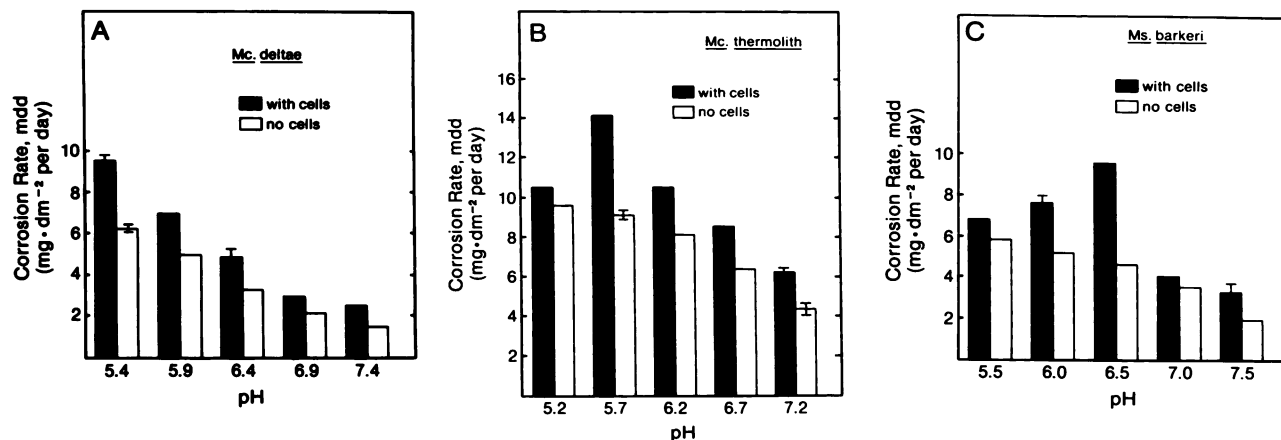 A
Mc. deltae
with cells
no cells
Corrosion Rate, mdd
(mg·dm⁻² per day)
10
8
6
4
2
5.4 5.9 6.4 6.9 7.4
pH
B
Mc. thermolith
with cells
no cells
Corrosion Rate, mdd
(mg·dm⁻² per day)
16
14
12
10
8
6
4
2
5.2 5.7 6.2 6.7 7.2
pH
C
Ms. barkeri
with cells
no cells
Corrosion Rate, mdd
(mg·dm⁻² per day)
10
8
6
4
2
5.5 6.0 6.5 7.0 7.5
pH